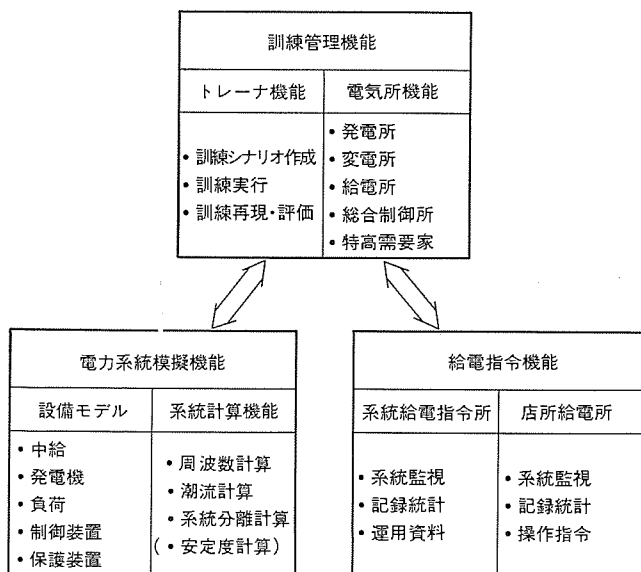 訓練管理機能
トレーナ機能
・訓練シナリオ作成
・訓練実行
・訓練再現・評価
電気所機能
・発電所
・変電所
・給電所
・総合制御所
・特高需要家
電力系統模擬機能
設備モデル
・中給
・発電機
・負荷
・制御装置
・保護装置
系統計算機能
・周波数計算
・潮流計算
・系統分離計算
(・安定度計算)
給電指令機能
系統給電指令所
・系統監視
・記録統計
・運用資料
店所給電所
・系統監視
・記録統計
・操作指令